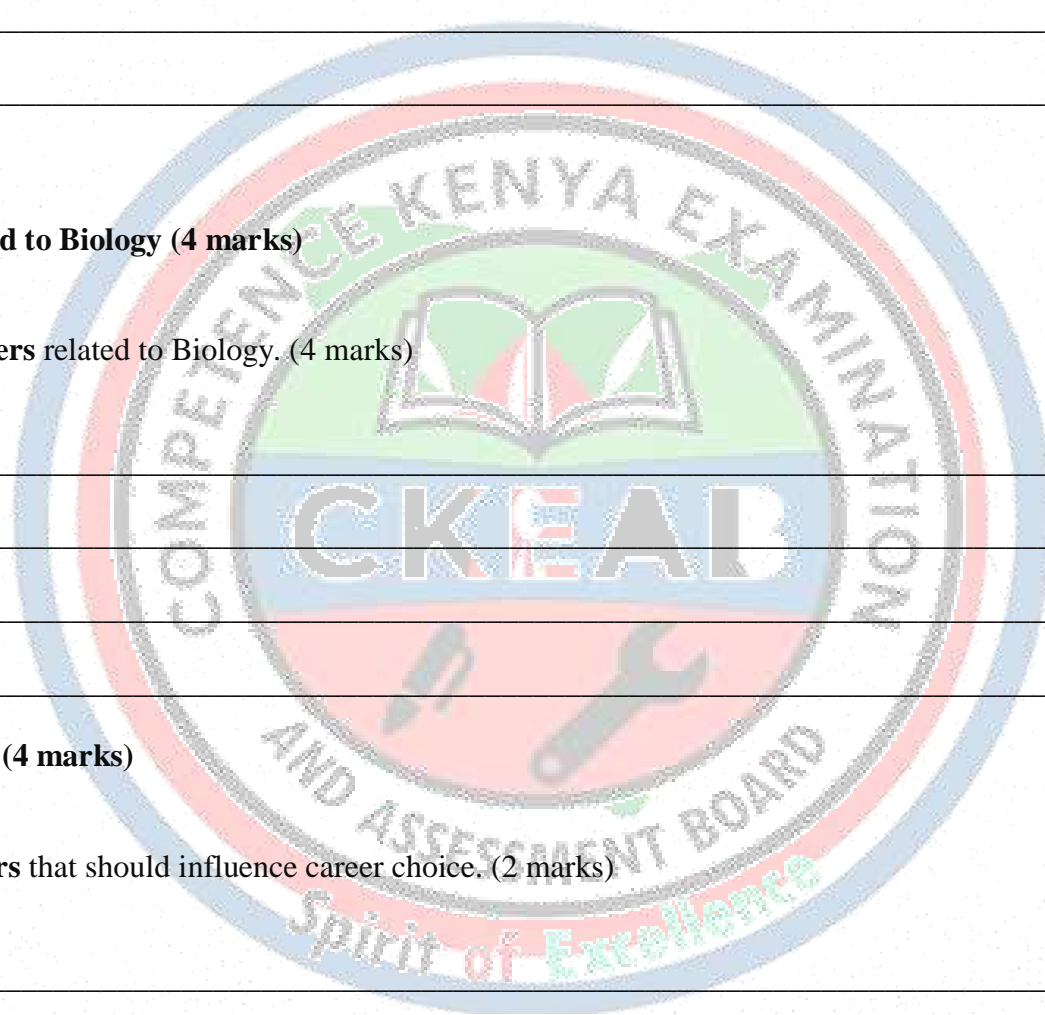 COMPETENCE KENYA EXAMINATION
d to Biology (4 marks)
ers related to Biology. (4 marks)
CKEAB
(4 marks)
AND ASSESSMENT BOARD
rs that should influence career choice. (2 marks)
Spirit of Excellence